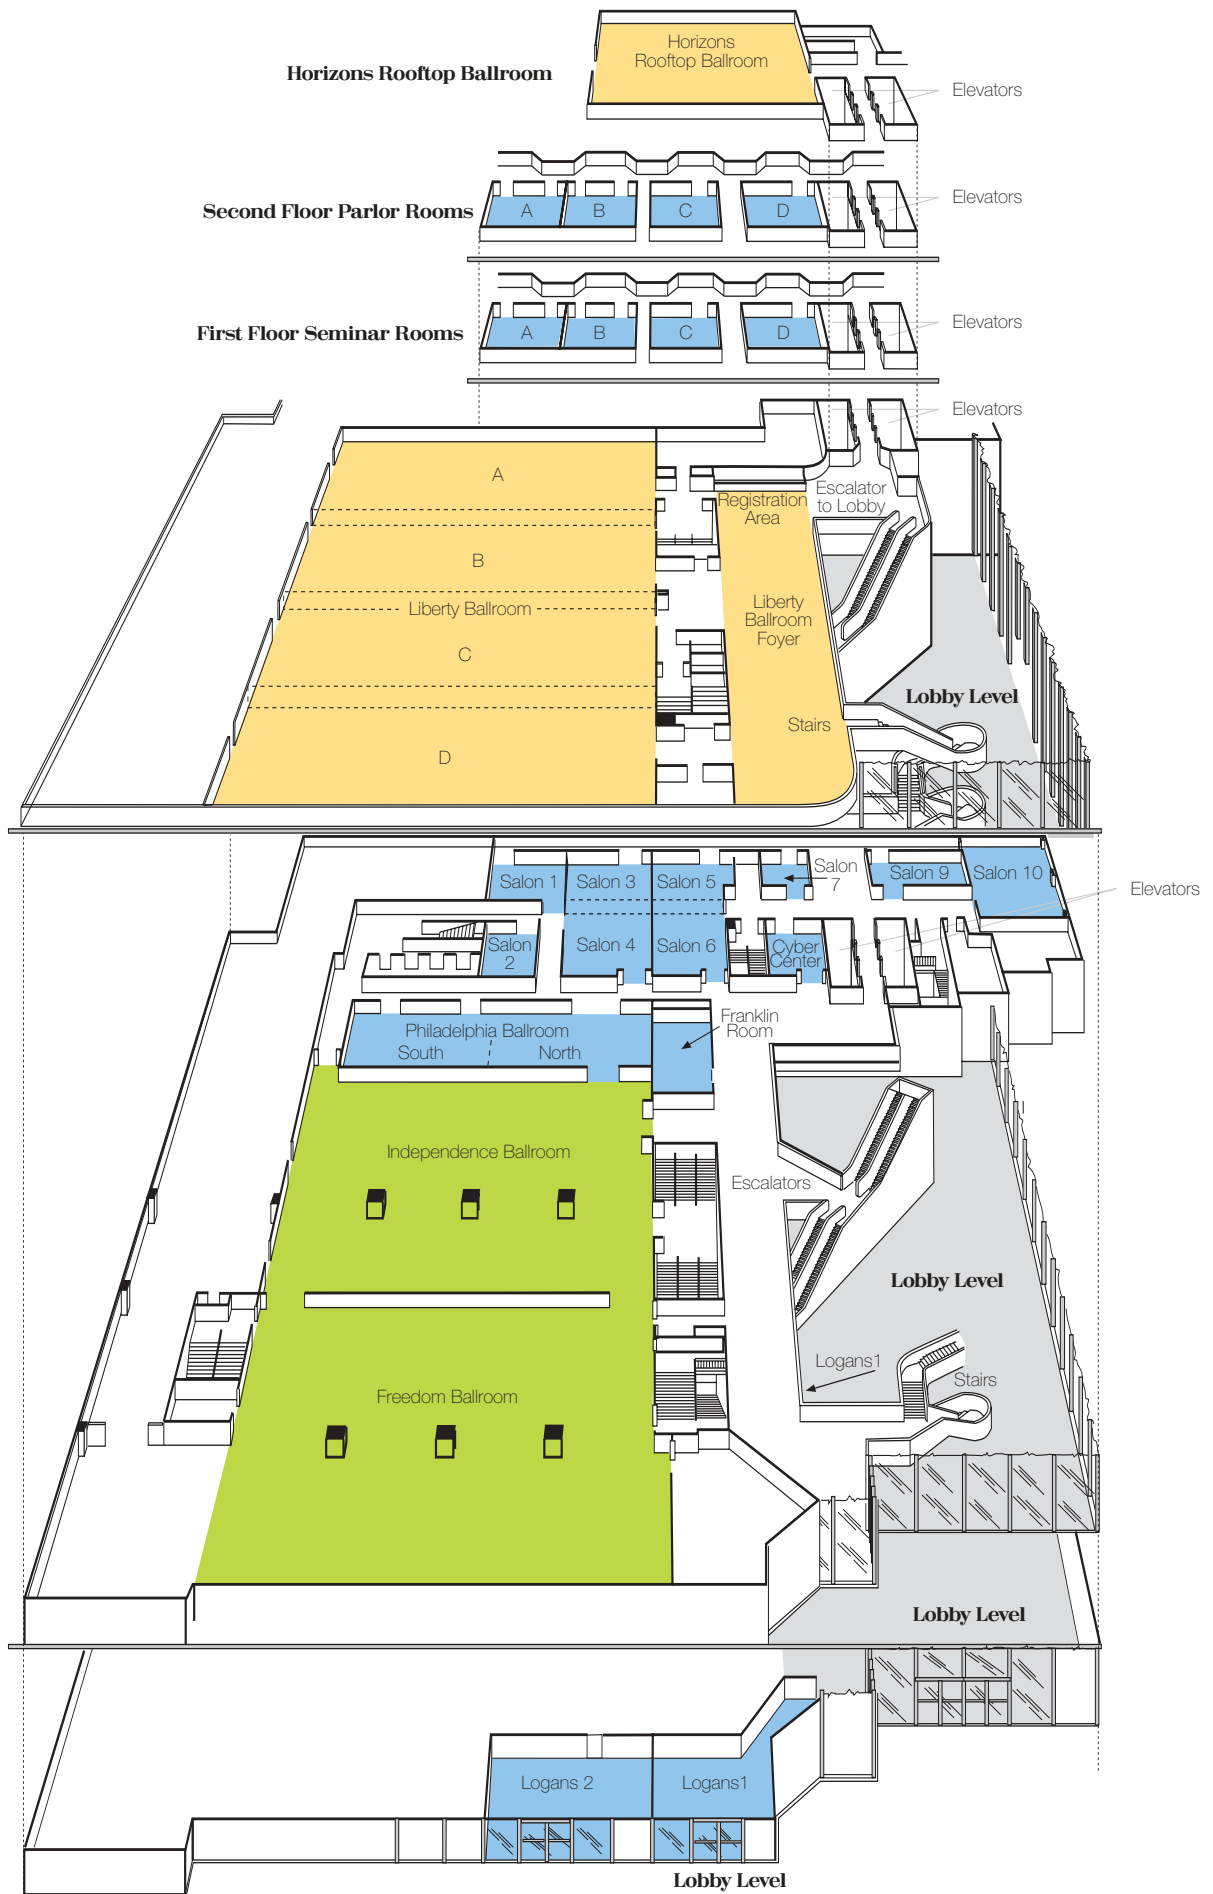 Horizons
Rooftop Ballroom
Horizons Rooftop Ballroom
Elevators
Second Floor Parlor Rooms
A
B
C
D
Elevators
First Floor Seminar Rooms
A
B
C
D
Elevators
Elevators
A
Registration
Area
Escalator
to Lobby
B
Liberty Ballroom
Liberty
Ballroom
Foyer
C
Lobby Level
Stairs
D
Salon 1
Salon 3
Salon 5
Salon
7
Salon 9
Salon 10
Elevators
Salon
2
Salon 4
Salon 6
Cyber
Center
Philadelphia Ballroom
South
North
Franklin
Room
Independence Ballroom
Escalators
Lobby Level
Logans1
Stairs
Freedom Ballroom
Lobby Level
Logans 2
Logans1
Lobby Level